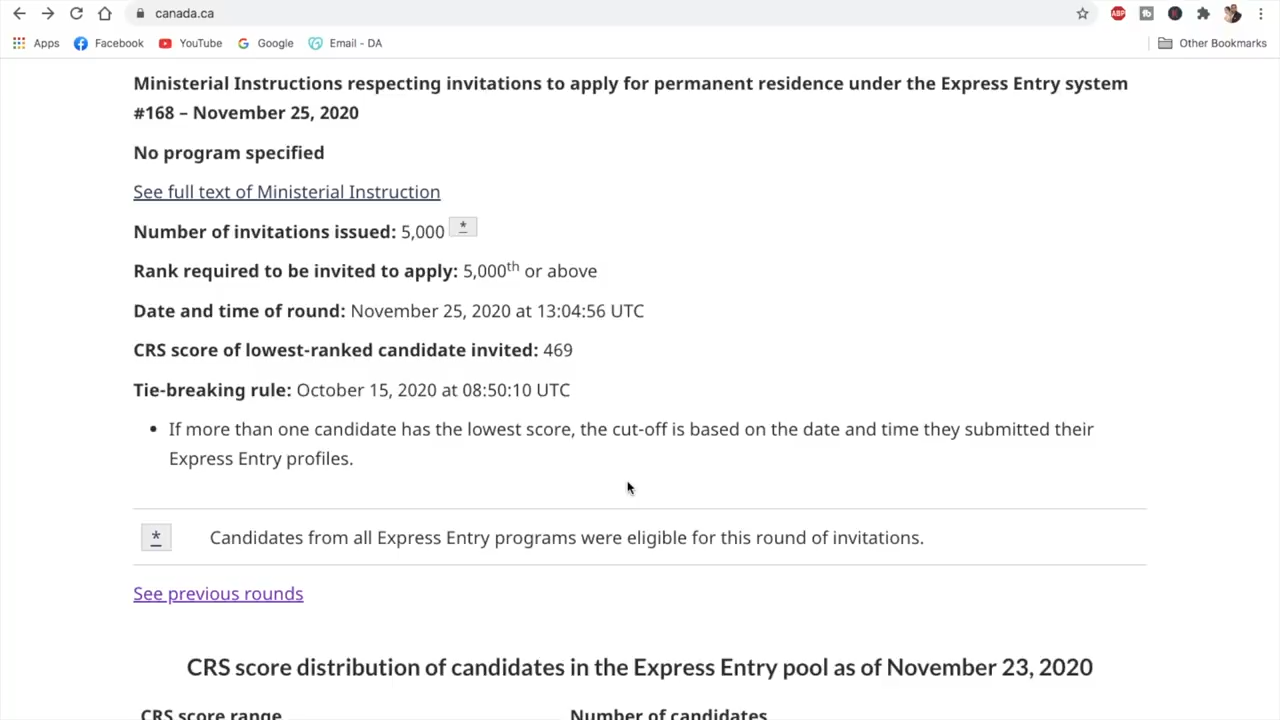 canada.ca
ABP
Apps Facebook YouTube Google Email - DA Other Bookmarks
Ministerial Instructions respecting invitations to apply for permanent residence under the Express Entry system
#168 – November 25, 2020
No program specified
See full text of Ministerial Instruction
Number of invitations issued: 5,000 *
Rank required to be invited to apply: 5,000th or above
Date and time of round: November 25, 2020 at 13:04:56 UTC
CRS score of lowest-ranked candidate invited: 469
Tie-breaking rule: October 15, 2020 at 08:50:10 UTC
• If more than one candidate has the lowest score, the cut-off is based on the date and time they submitted their
Express Entry profiles.
* Candidates from all Express Entry programs were eligible for this round of invitations.
See previous rounds
CRS score distribution of candidates in the Express Entry pool as of November 23, 2020
CRS score range Number of candidates